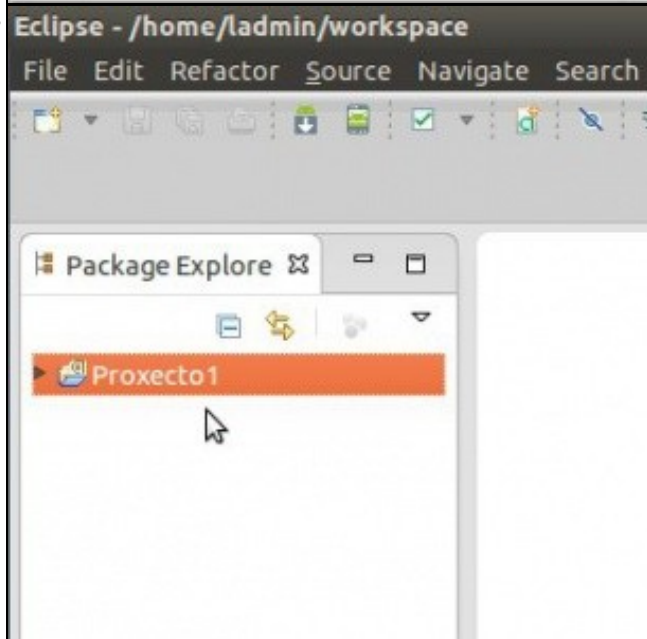 Eclipse - /home/ladmin/workspace
File Edit Refactor Source Navigate Search
Package Explore
Proxecto1